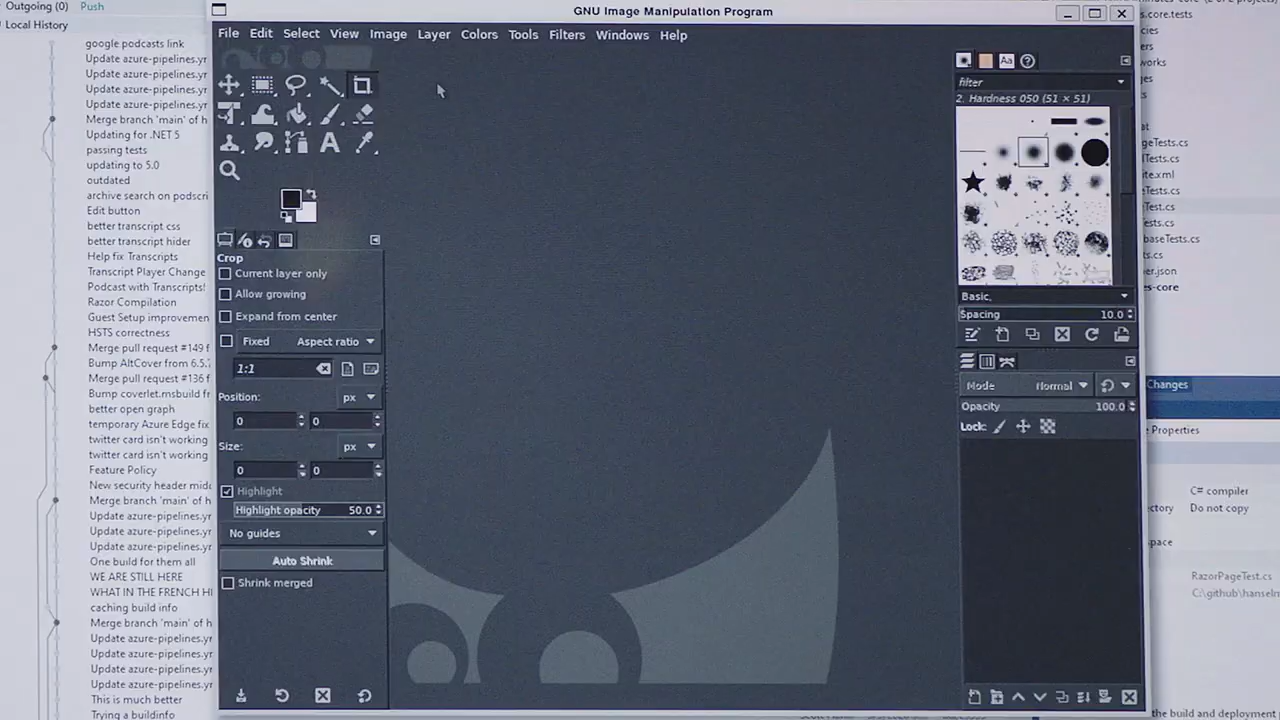 Outgoing (0) Push
Local History
google podcasts link
Update azure-pipelines.yr
Update azure-pipelines.yr
Update azure-pipelines.yr
Update azure-pipelines.yr
Merge branch 'main' of h
Updating for .NET 5
passing tests
updating to 5.0
outdated
archive search on podscri
Edit button
better transcript css
better transcript hider
Help fix Transcripts
Transcript Player Change
Podcast with Transcripts!
Razor Compilation
Guest Setup improvemen
HSTS correctness
Merge pull request #149 f
Bump AltCover from 6.5.7
Merge pull request #136 f
Bump coverlet.msbuild fr
better open graph
temporary Azure Edge fix
twitter card isn't working
twitter card isn't working
Feature Policy
New security header midd
Merge branch 'main' of h
Update azure-pipelines.yr
Update azure-pipelines.yr
Update azure-pipelines.yr
One build for them all
WE ARE STILL HERE
WHAT IN THE FRENCH HI
caching build info
Merge branch 'main' of h
Update azure-pipelines.yr
Update azure-pipelines.yr
Update azure-pipelines.yr
Update azure-pipelines.yr
This is much better
Trying a buildinfo
GNU Image Manipulation Program
File Edit Select View Image Layer Colors Tools Filters Windows Help
Crop
Current layer only
Allow growing
Expand from center
Fixed Aspect ratio
1:1
Position: px
0 0
Size: px
0 0
Highlight
Highlight opacity 50.0
No guides
Auto Shrink
Shrink merged
Aa
filter
2. Hardness 050 (51 × 51)
Basic,
Spacing 10.0
Mode Normal
Opacity 100.0
Lock:
core.tests
geTests.cs
Tests.cs
ite.xml
Test.cs
sts.cs
baseTests.cs
er.json
s-core
Changes
Properties
C# compiler
ectory Do not copy
space
RazorPageTest.cs
C:\github\hanselm
the build and deployment